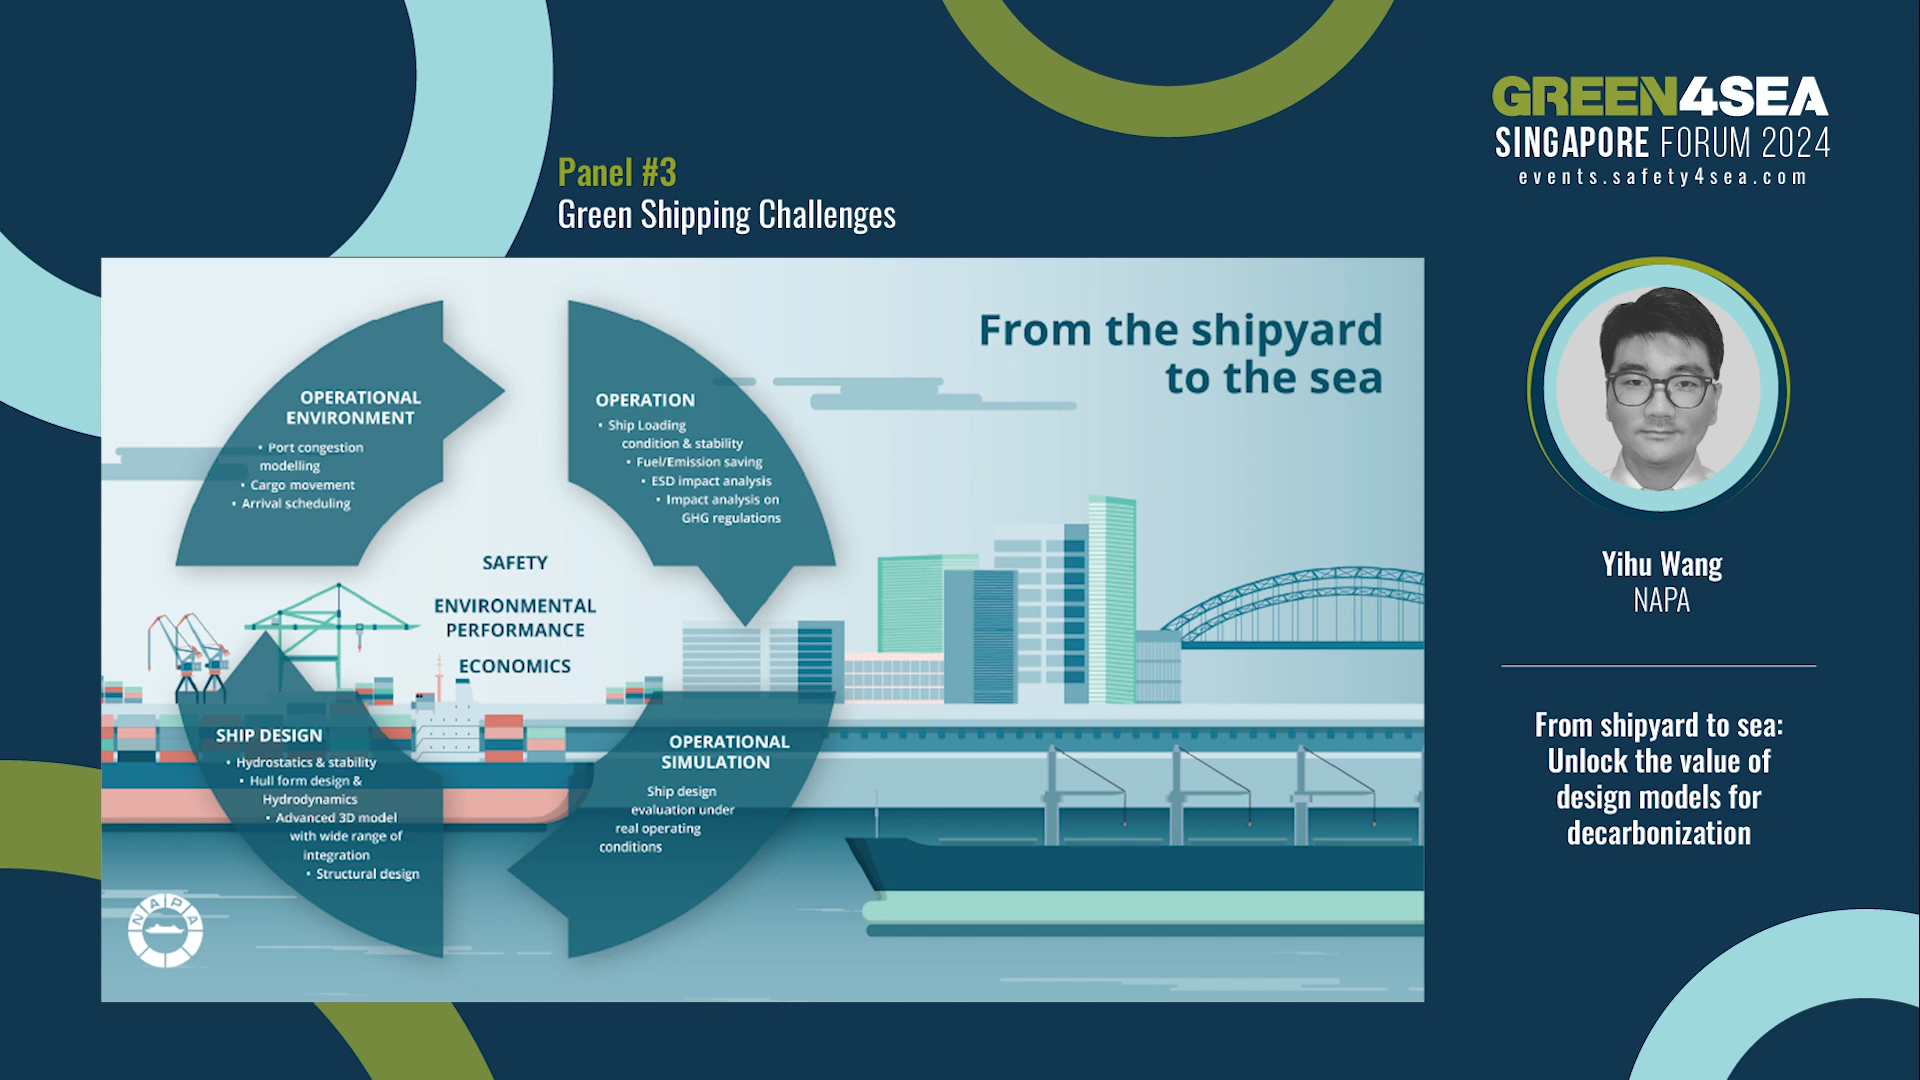 GREEN4SEA
SINGAPORE FORUM 2024
events.safety4sea.com
Panel #3
Green Shipping Challenges
From the shipyard
to the sea
OPERATIONAL
ENVIRONMENT
• Port congestion
modelling
• Cargo movement
• Arrival scheduling
OPERATION
• Ship Loading
condition & stability
• Fuel/Emission saving
• ESD impact analysis
• Impact analysis on
GHG regulations
SAFETY
ENVIRONMENTAL
PERFORMANCE
ECONOMICS
SHIP DESIGN
• Hydrostatics & stability
• Hull form design &
Hydrodynamics
• Advanced 3D model
with wide range of
integration
• Structural design
OPERATIONAL
SIMULATION
Ship design
evaluation under
real operating
conditions
NAPA
Yihu Wang
NAPA
From shipyard to sea:
Unlock the value of
design models for
decarbonization